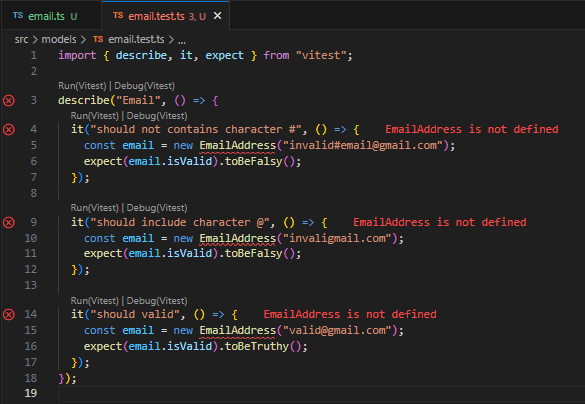 TS email.ts U TS email.test.ts 3, U ×
src > models > TS email.test.ts > ...
1 import { describe, it, expect } from "vitest";
2
Run(Vitest) | Debug(Vitest)
3 describe("Email", () => {
Run(Vitest) | Debug(Vitest)
4 it("should not contains character #", () => { EmailAddress is not defined
5 const email = new EmailAddress("invalid#email@gmail.com");
6 expect(email.isValid).toBeFalsy();
7 });
8
Run(Vitest) | Debug(Vitest)
9 it("should include character @", () => { EmailAddress is not defined
10 const email = new EmailAddress("invaligmail.com");
11 expect(email.isValid).toBeFalsy();
12 });
13
Run(Vitest) | Debug(Vitest)
14 it("should valid", () => { EmailAddress is not defined
15 const email = new EmailAddress("valid@gmail.com");
16 expect(email.isValid).toBeTruthy();
17 });
18 });
19